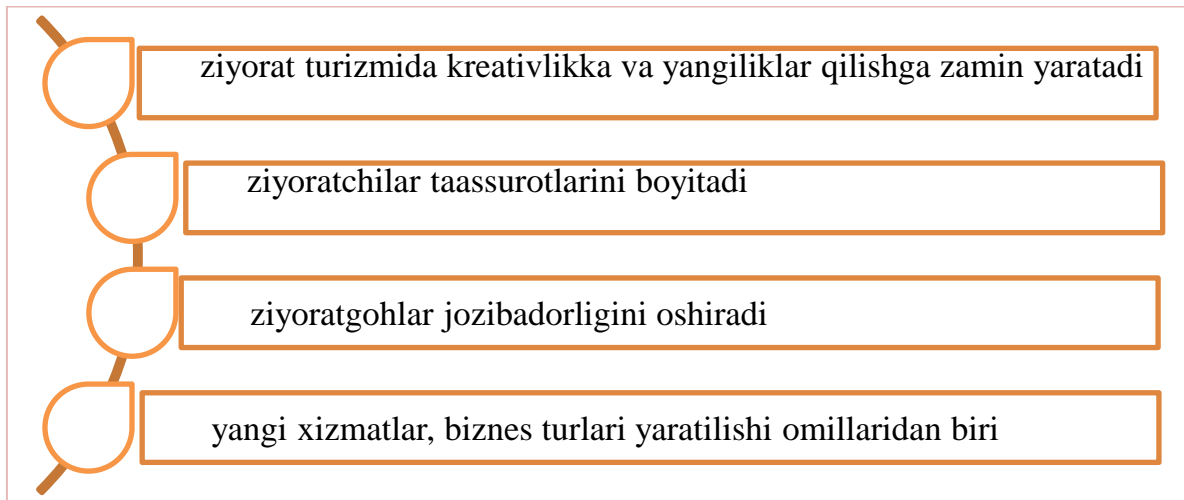 ziyorat turizmida kreativlikka va yangiliklar qilishga zamin yaratadi
ziyoratchilar taassurotlarini boyitadi
ziyoratgohlar jozibadorligini oshiradi
yangi xizmatlar, biznes turlari yaratilishi omillaridan biri